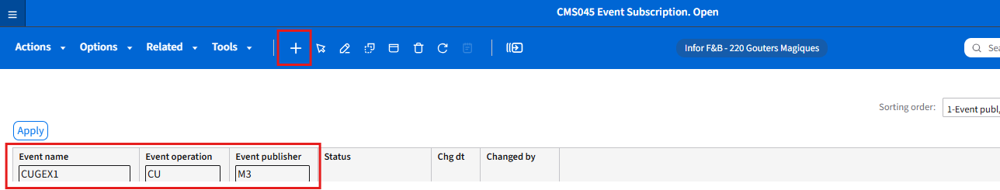 CMS045 Event Subscription. Open
Actions Options Related Tools Infor F&B - 220 Gouters Magiques
Sorting order: 1-Event publ,
Apply
Event name Event operation Event publisher Status Chg dt Changed by
CUGEX1 CU M3